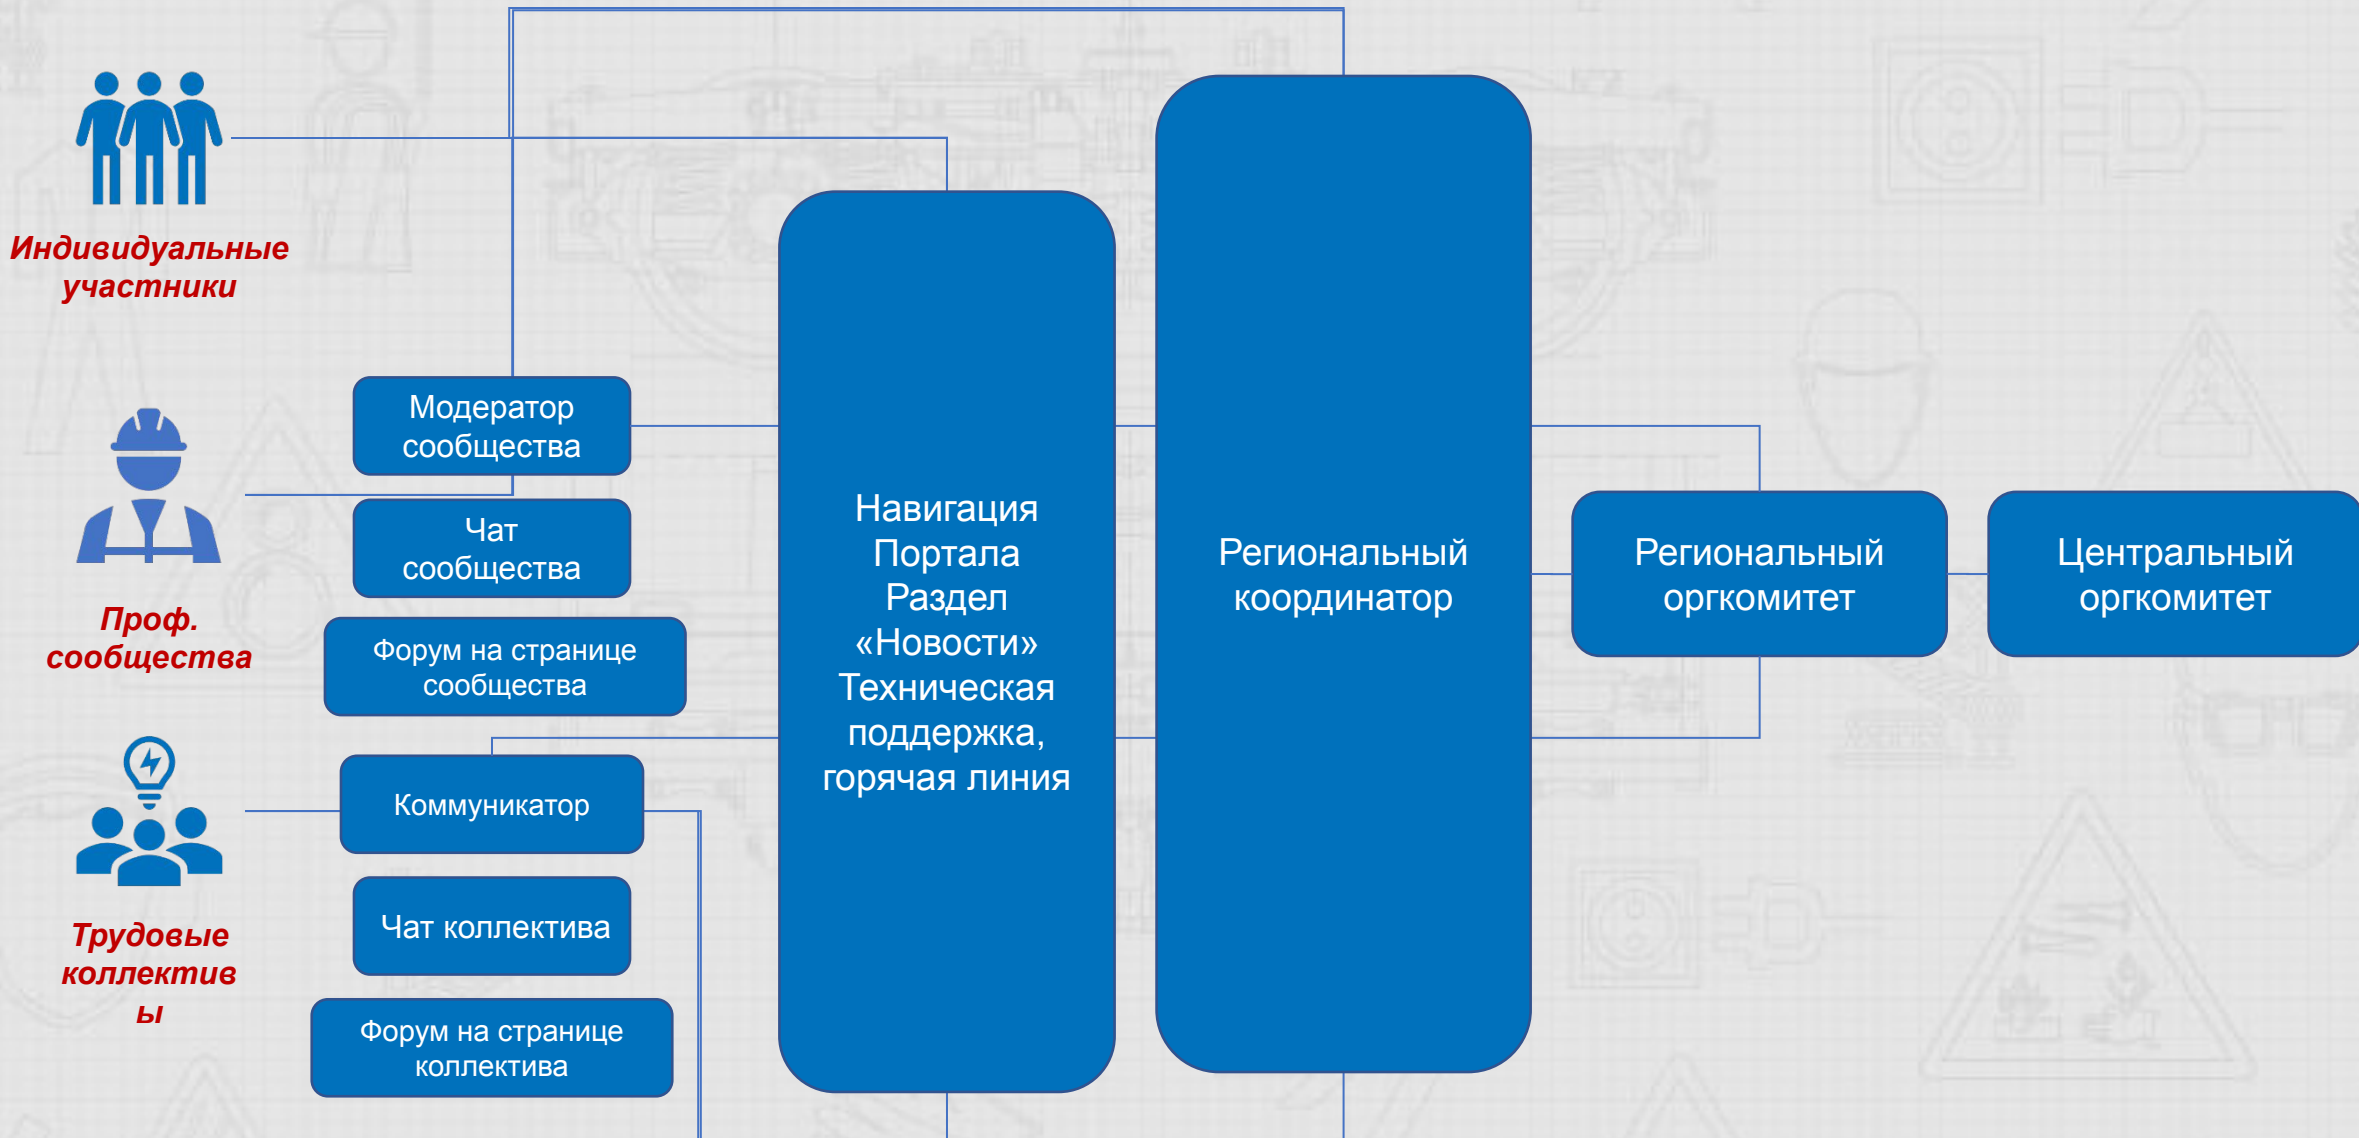 Индивидуальные
участники
Модератор
сообщества
Чат
сообщества
Проф.
сообщества
Форум на странице
сообщества
Коммуникатор
Чат коллектива
Трудовые
коллектив
ы
Форум на странице
коллектива
Навигация
Портала
Раздел
«Новости»
Техническая
поддержка,
горячая линия
Региональный
координатор
Региональный
оргкомитет
Центральный
оргкомитет